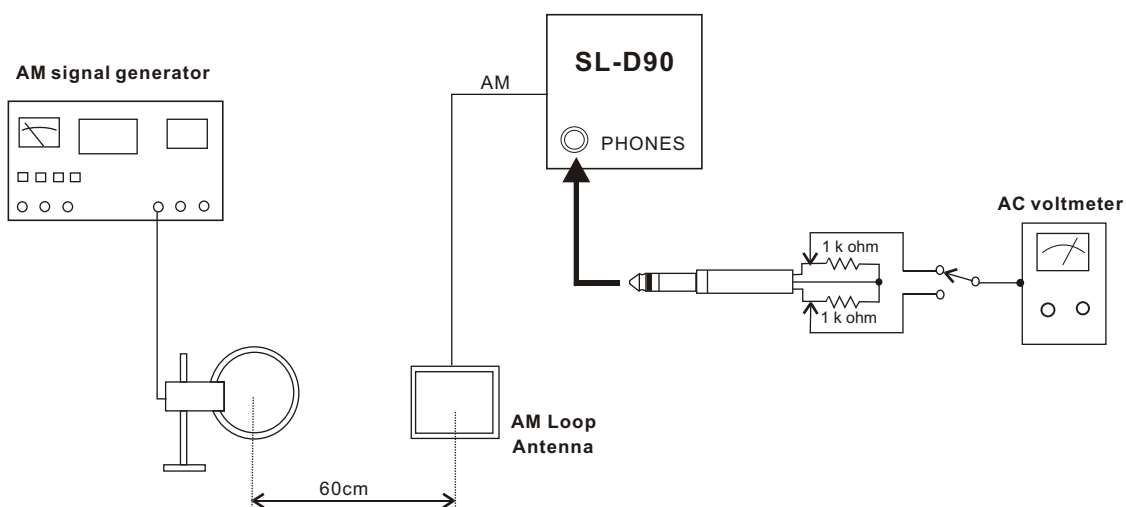 AM signal generator
SL-D90
AM
PHONES
AC voltmeter
1 k ohm
1 k ohm
AM Loop
Antenna
60cm